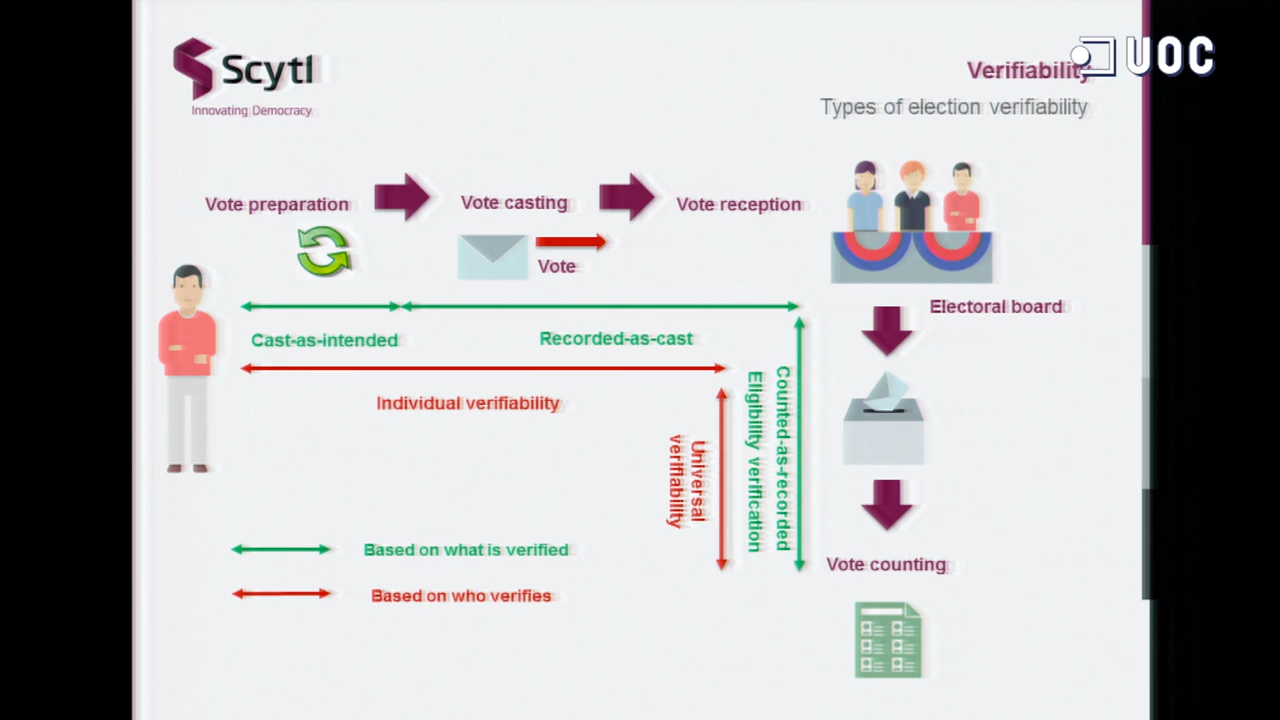 Scytl
Innovating Democracy
UOC
Verifiability
Types of election verifiability
Vote preparation
Vote casting
Vote reception
Vote
Electoral board
Cast-as-intended
Recorded-as-cast
Individual verifiability
Universal
verifiability
Counted-as-recorded
Eligibility verification
Based on what is verified
Based on who verifies
Vote counting